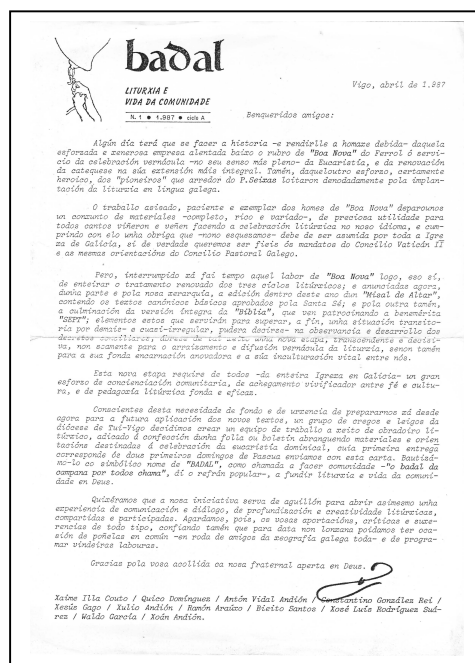 badal
LITURXIA E
VIDA DA COMUNIDADE
N. 1 • 1.987 • ciclo A
Vigo, abril de 1.987
Benqueridos amigos:
Algún día terá que se facer a historia -e rendirlle a homaxe debida- daquela
esforzada e xenerosa empresa alentada baixo o rubro de "Boa Nova" do Ferrol ó servi-
cio da celebración vernácula -no seu senso máis pleno- da Eucaristía, e da renovación
da catequese na súa extensión máis integral. Tamén, daqueloutro esforzo, certamente
heroico, dos "pioneiros" que arredor do P.Seixas loitaron denodadamente pola implan-
tación da liturxia en lingua galega.
O traballo asisado, paciente e exemplar dos homes de "Boa Nova" deparounos
un conxunto de materiales -completo, rico e variado-, de preciosa utilidade para
todos cantos viñeron e veñen facendo a celebración litúrxica no noso idioma, e cum-
prindo con elo unha obriga que -nono esquezamos- debe de ser asumida por toda a Igre
xa de Galicia, si de verdade queremos ser fieis ós mandatos do Concilio Vaticán II
e as mesmas orientacións do Concilio Pastoral Galego.
Pero, interrumpido xá fai tempo aquel labor de "Boa Nova" logo, eso sí,
de enteirar o tratamento renovado dos tres ciclos litúrxicos; e anunciadas agora,
dunha parte e pola nosa xerarquía, a edición dentro deste ano dun "Misal de Altar",
contendo os textos canónicos básicos aprobados pola Santa Sé; e pola outra tamén,
a culminación da versión íntegra da "Biblia", que ven patrocinando a benemérita
"SEPT"; elementos estes que servirán para superar, a fin, unha situación transito-
ria por demais- e cuasi-irregular, pudera decirse- na observancia e desarrollo dos
decretos conciliares; ábrese de tal xeito unha nova etapa, transcendente e decisi-
va, non somente para o arraizamento e difusión vernácula da liturxia, senon tamén
para a sua fonda encarnación anovadora e a súa inculturación vital entre nós.
Esta nova etapa require de todos -da enteira Igrexa en Galicia- un gran
esforzo de concienciación comunitaria, de achegamento vivificador antre fé e cultu-
ra, e de pedagoxía litúrxica fonda e eficaz.
Conscientes desta necesidade de fondo e da urxencia de prepararnos xá desde
agora para a futura aplicación dos novos textos, un grupo de cregos e leigos da
diócese de Tui-Vigo decidimos crear un equipo de traballo a xeito de obradoiro li-
túrxico, adicado á confección dunha folla ou boletín abranguendo materiales e orien
tacións destinadas á celebración da eucaristía dominical, cuia primeira entrega
corresponde ós dous primeiros domingos de Pascua enviamos con esta carta. Bautizá-
mo-lo co simbólico nome de "BADAL", como chamada a facer comunidade -"o badal da
campana por todos chama", di o refrán popular-, a fundir liturxia e vida da comuni-
dade en Deus.
Quixéramos que a nosa iniciativa serva de aguillón para abrir asimesmo unha
experiencia de comunicación e diálogo, de profundización e creatividade litúrxicas,
compartidas e participadas. Agardamos, pois, os vosas aportacións, críticas e suxe-
rencias de todo tipo, confiando tamén que para data non lonxana poidamos ter oca-
sión de poñelas en común -en roda de amigos da xeografía galega toda- e de progra-
mar vindeiras labouras.
Gracias pola vosa acollida ca nosa fraternal aperta en Deus.
Xaime Illa Couto / Quico Domínguez / Antón Vidal Andión / Constantino González Rei /
Xesús Gago / Xulio Andión / Ramón Araúxo / Bieito Santos / Xosé Luís Rodríguez Suá-
rez / Waldo García / Xoán Andión.